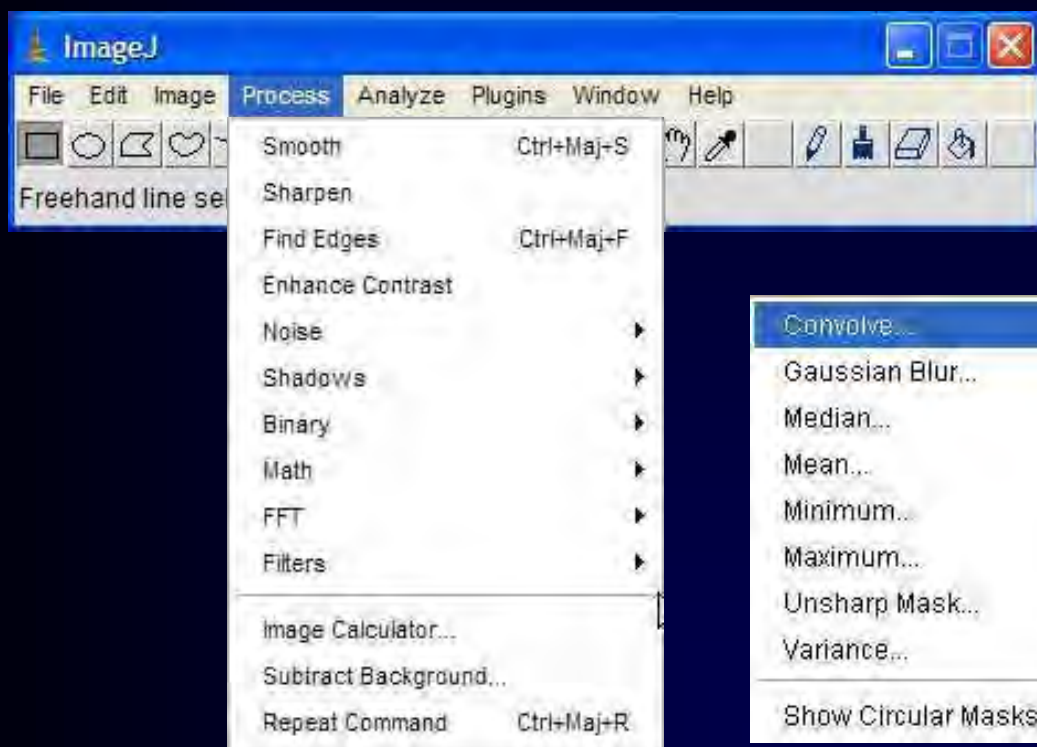 ImageJ
File Edit Image Process Analyze Plugins Window Help
Freehand line sel
Smooth Ctrl+Maj+S
Sharpen
Find Edges Ctrl+Maj+F
Enhance Contrast
Noise
Shadows
Binary
Math
FFT
Filters
Image Calculator...
Subtract Background...
Repeat Command Ctrl+Maj+R
Convolve...
Gaussian Blur...
Median...
Mean...
Minimum...
Maximum...
Unsharp Mask...
Variance...
Show Circular Masks